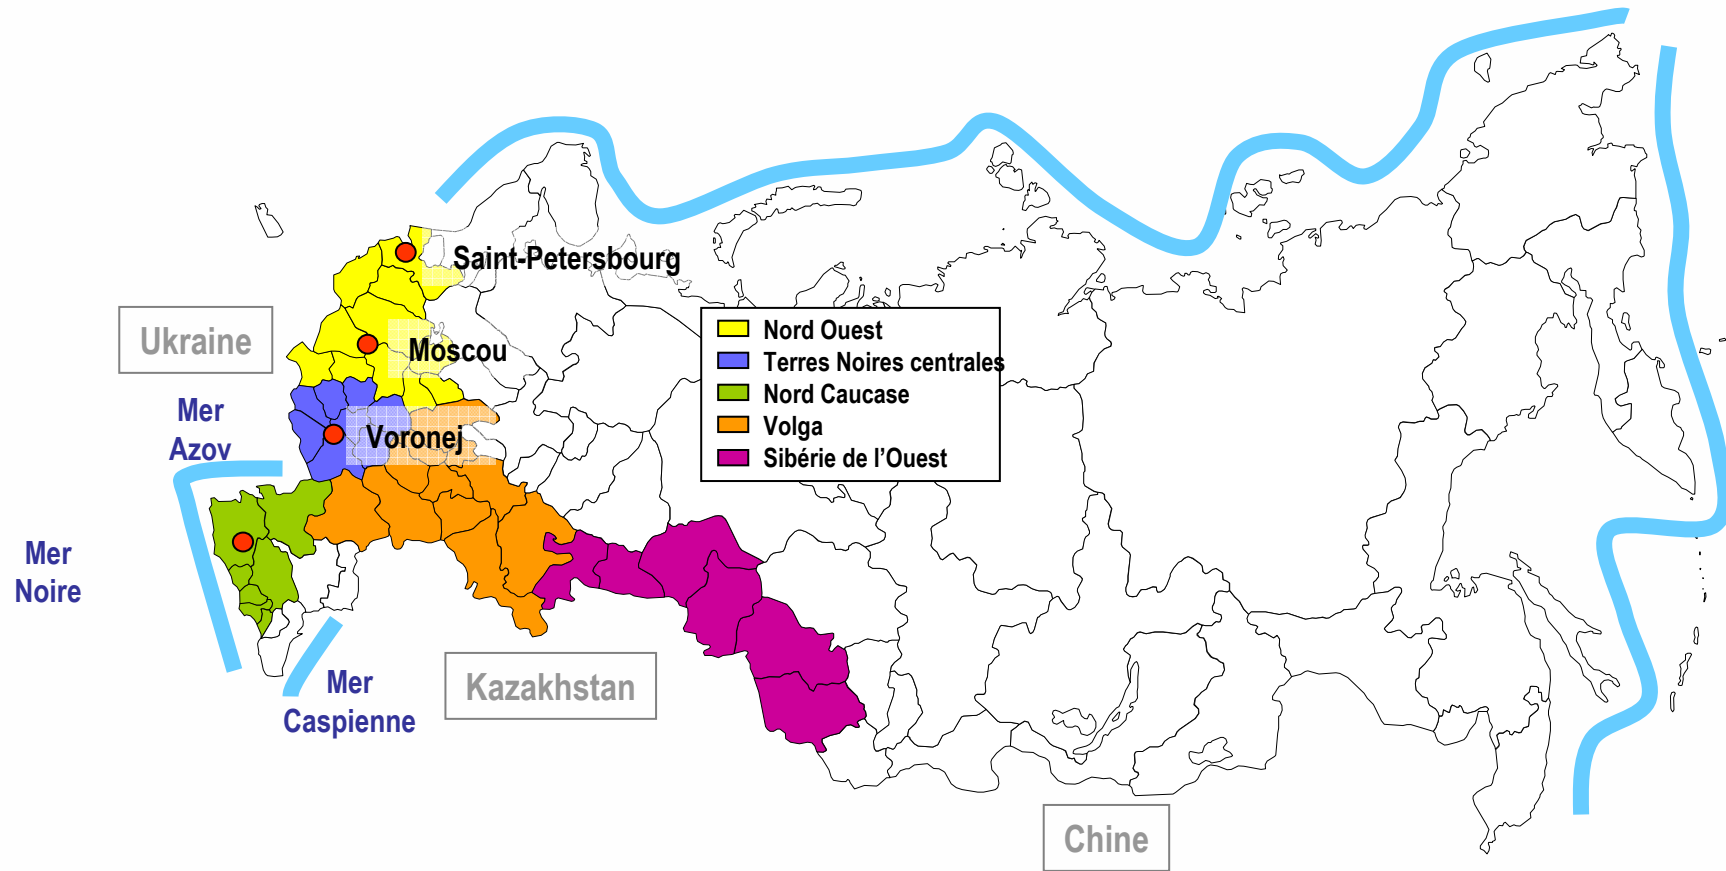 Saint-Petersbourg
Ukraine
Moscou
Nord Ouest
Terres Noires centrales
Nord Caucase
Volga
Sibérie de l’Ouest
Mer
Azov
Voronej
Mer
Noire
Kazakhstan
Mer
Caspienne
Chine